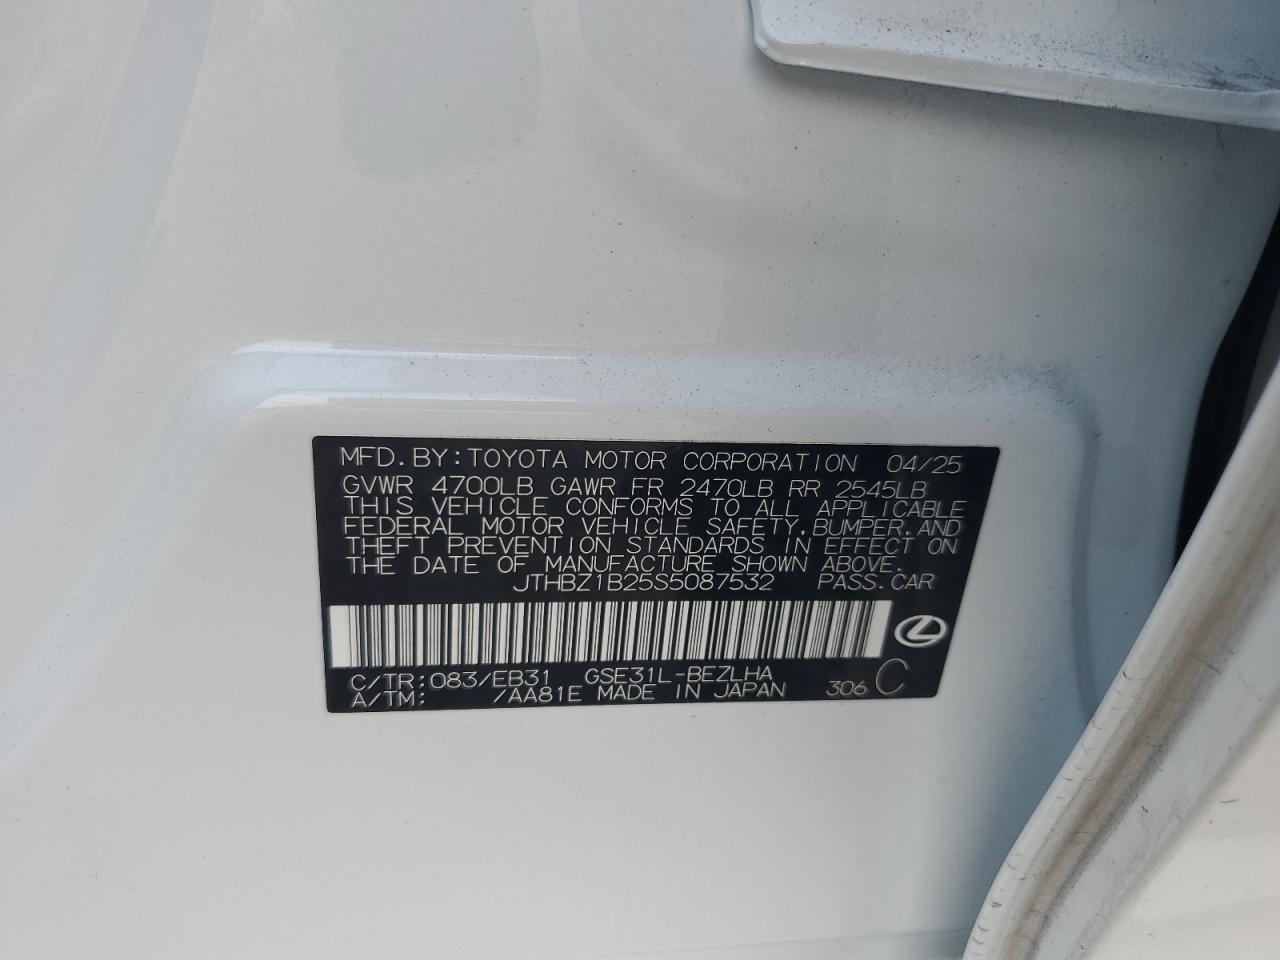 MFD.BY:TOYOTA MOTOR CORPORATION 04/25
GVWR 4700LB GAWR FR 2470LB RR 2545LB
THIS VEHICLE CONFORMS TO ALL APPLICABLE
FEDERAL MOTOR VEHICLE SAFETY,BUMPER,AND
THEFT PREVENTION STANDARDS IN EFFECT ON
THE DATE OF MANUFACTURE SHOWN ABOVE.
JTHBZ1B25S5087532 PASS.CAR
C/TR:083/EB31 GSE31L-BEZLHA
A/TM: /AA81E MADE IN JAPAN 306 C